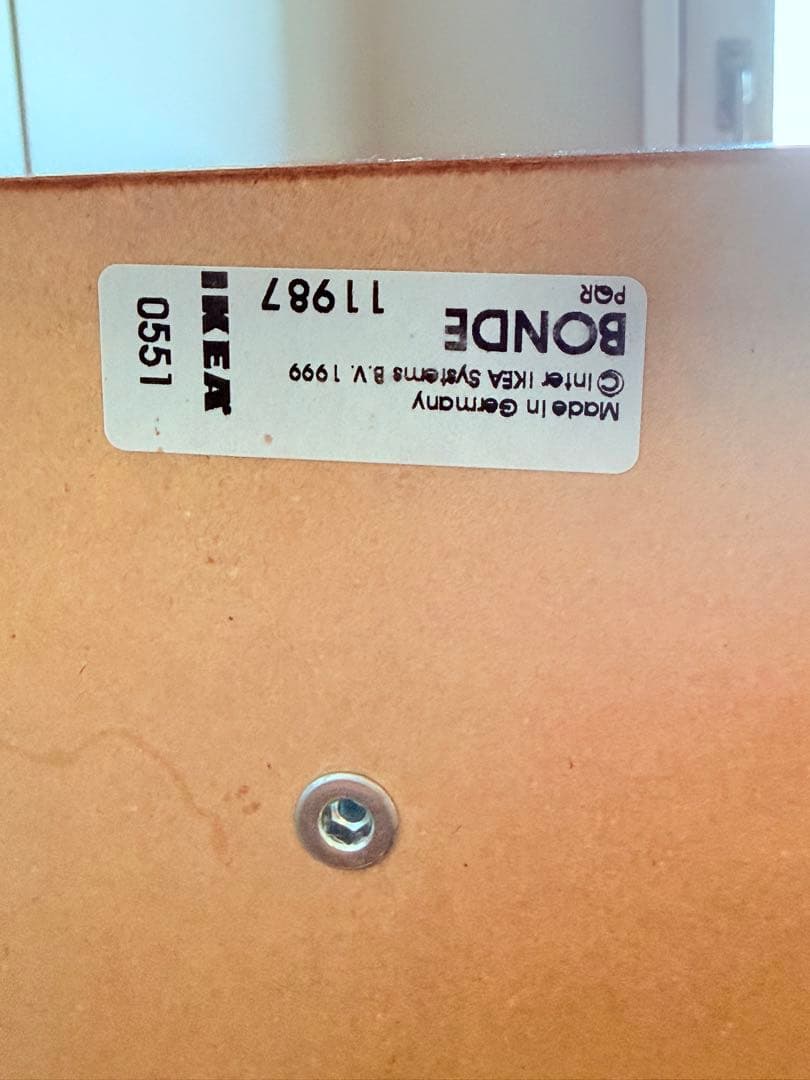 Made in Germany
© Inter IKEA Systems B.V. 1999
BONDE
PQR
11987
IKEA
0551